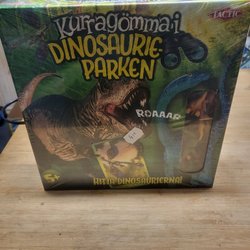 TACTIC
Kurragömma i
DINOSAURIE-
PARKEN
ROAAAR
5+
HITTA DINOSAURIERNA!